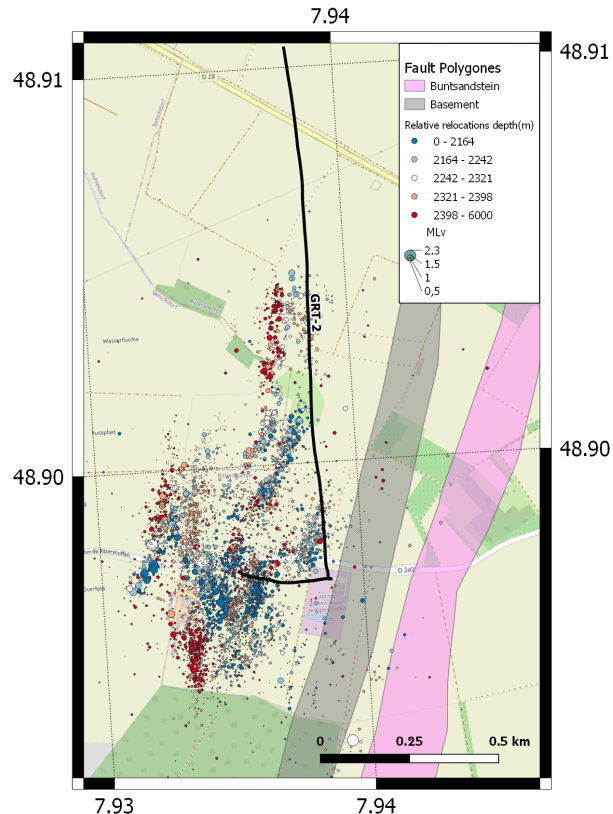 7.94
48.91
48.91
D 28
Fault Polygones
Buntsandstein
Basement
Relative relocations depth(m)
0 - 2164
2164 - 2242
2242 - 2321
2321 - 2398
2398 - 6000
MLv
2.3
1.5
1
0,5
GRT-2
48.90
48.90
D 243
0
0.25
0.5 km
7.93
7.94